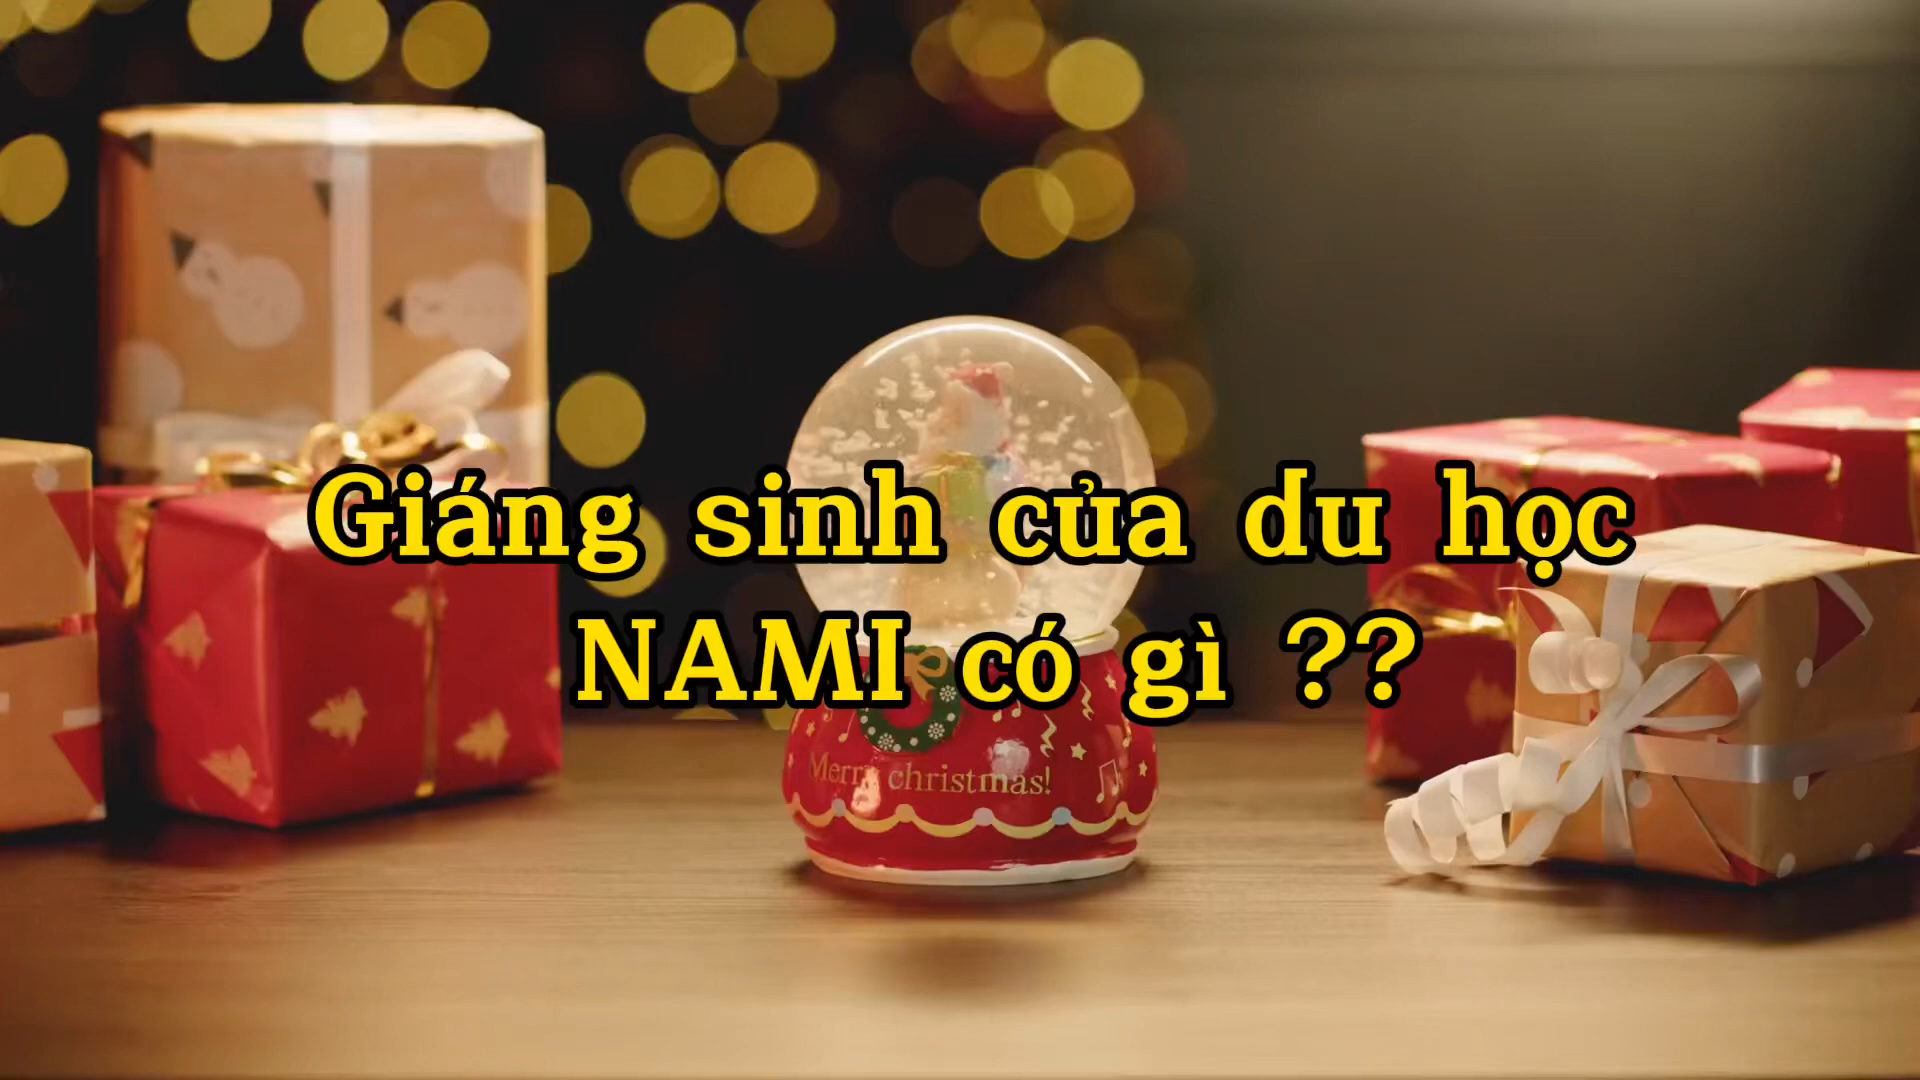 Giáng sinh của du học
NAMI có gì ??
Merry christmas!